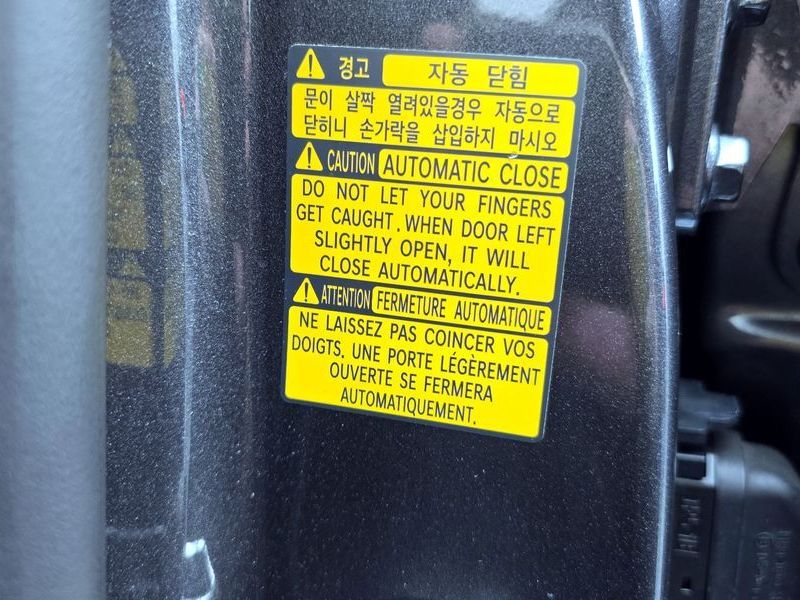 경고 자동 닫힘
문이 살짝 열려있을경우 자동으로
닫히니 손가락을 삽입하지 마시오
CAUTION AUTOMATIC CLOSE
DO NOT LET YOUR FINGERS
GET CAUGHT. WHEN DOOR LEFT
SLIGHTLY OPEN, IT WILL
CLOSE AUTOMATICALLY.
ATTENTION FERMETURE AUTOMATIQUE
NE LAISSEZ PAS COINCER VOS
DOIGTS. UNE PORTE LÉGÈREMENT
OUVERTE SE FERMERA
AUTOMATIQUEMENT.